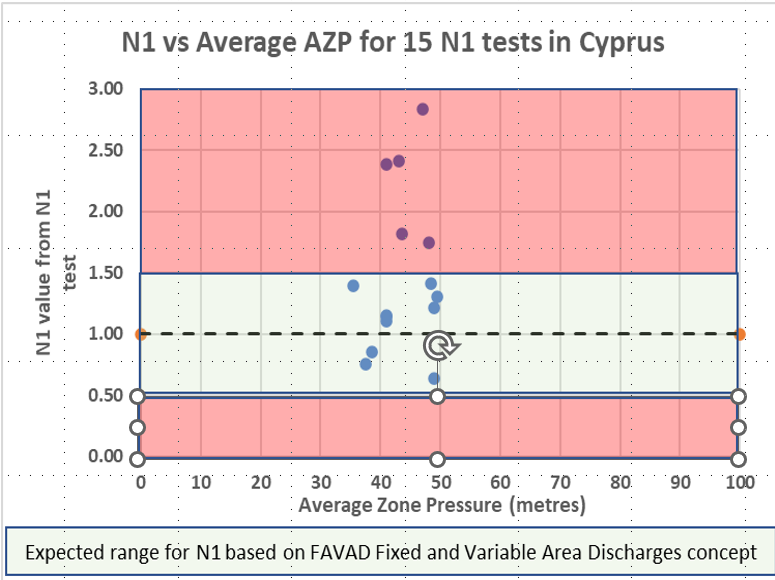 N1 vs Average AZP for 15 N1 tests in Cyprus
3.00
2.50
2.00
1.50
1.00
0.50
0.00
N1 value from N1
test
0 10 20 30 40 50 60 70 80 90 100
Average Zone Pressure (metres)
Expected range for N1 based on FAVAD Fixed and Variable Area Discharges concept